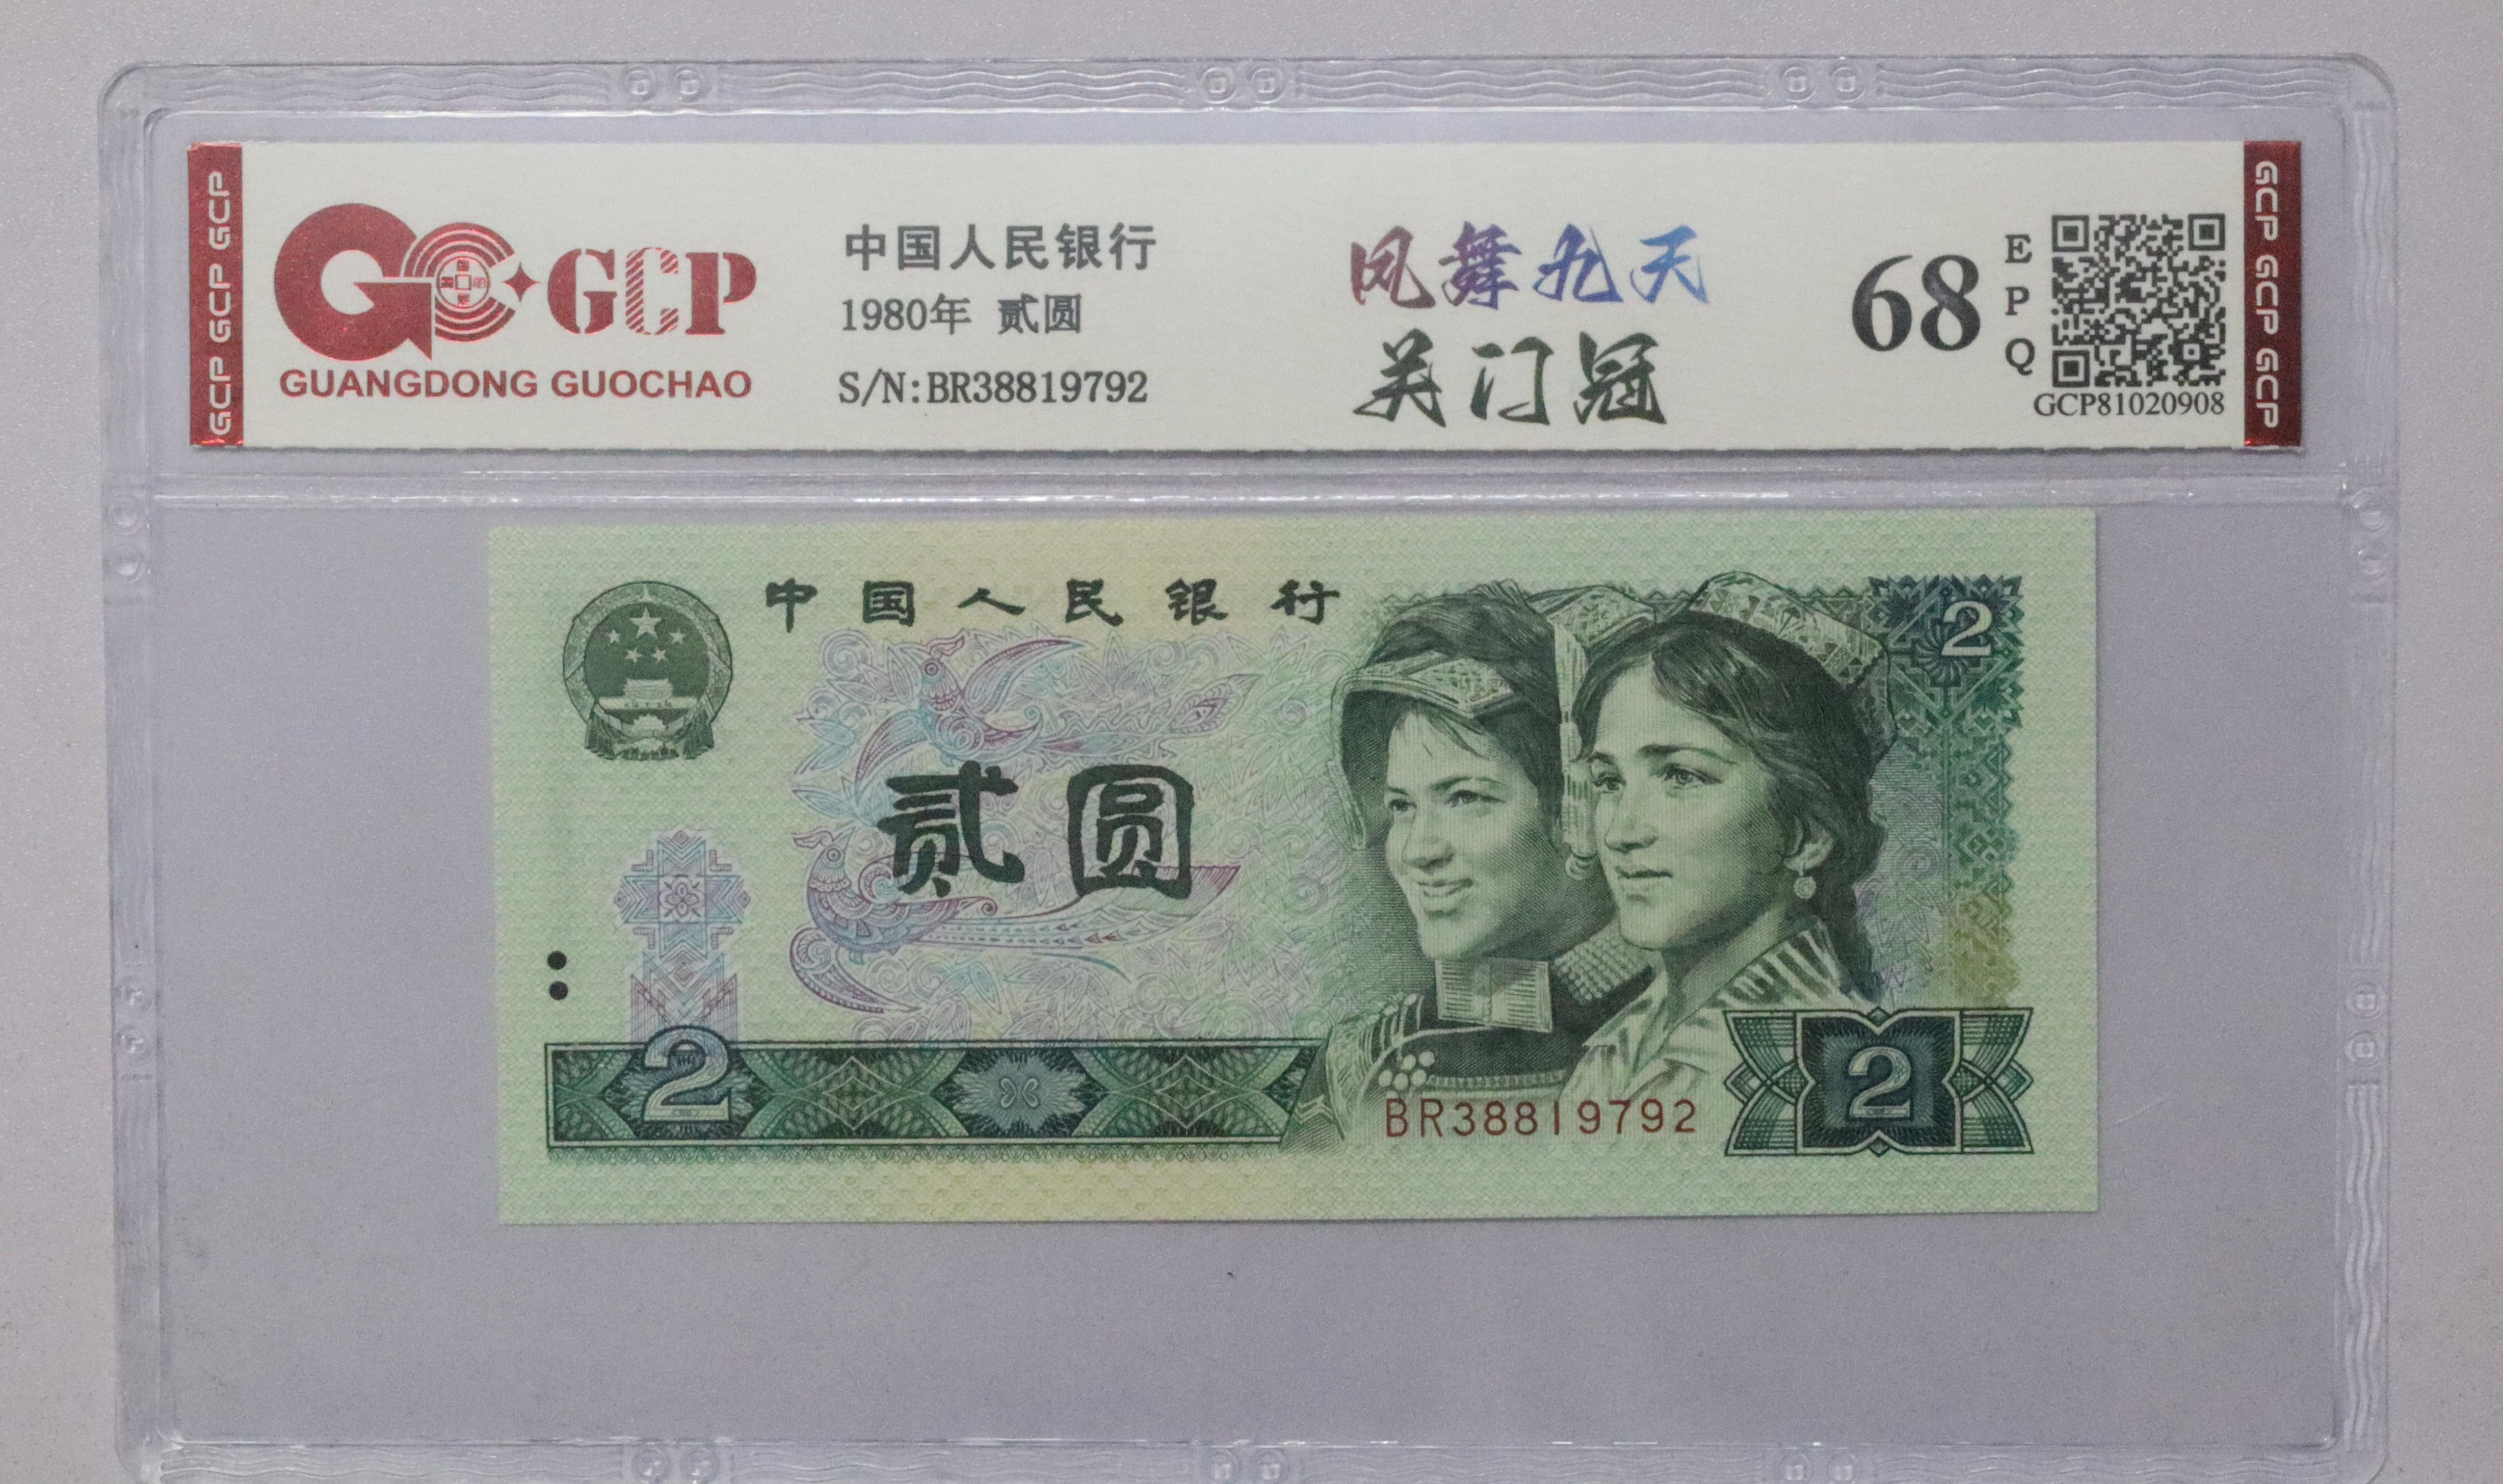 GCP GCP GCP
GCP
GUANGDONG GUOCHAO
中国人民银行
1980年 贰圆
S/N:BR38819792
凤舞九天
关门冠
68
E
P
Q
GCP81020908
GCP GCP GCP
中国人民银行
2
贰圆
2
BR38819792
2